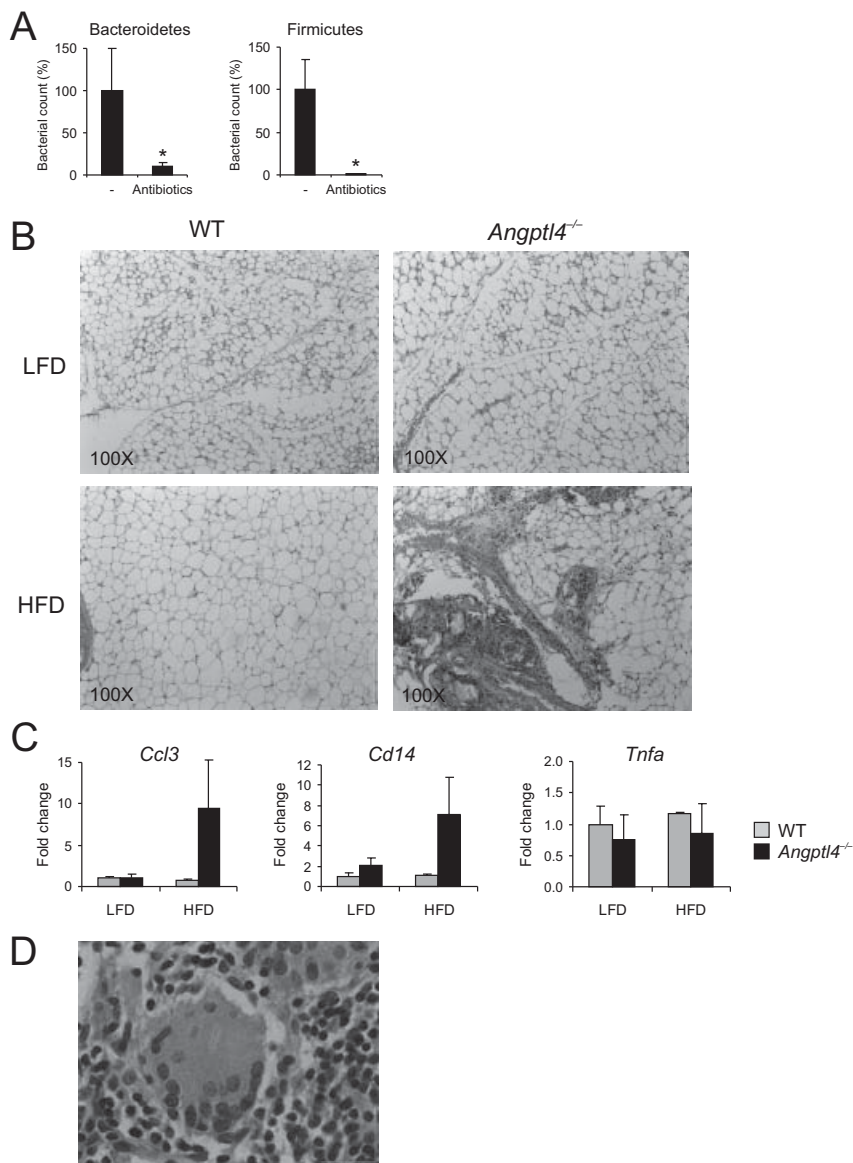 A
Bacteroidetes
Firmicutes
Bacterial count (%)
150
100
50
0
*
-
Antibiotics
Bacterial count (%)
150
100
50
0
*
-
Antibiotics
B
WT
Angptl4–/–
LFD
100X
100X
HFD
100X
100X
C
Ccl3
Fold change
15
10
5
0
LFD
HFD
Cd14
Fold change
12
10
8
6
4
2
0
LFD
HFD
Tnfa
Fold change
2.0
1.5
1.0
0.5
0.0
LFD
HFD
WT
Angptl4–/–
D